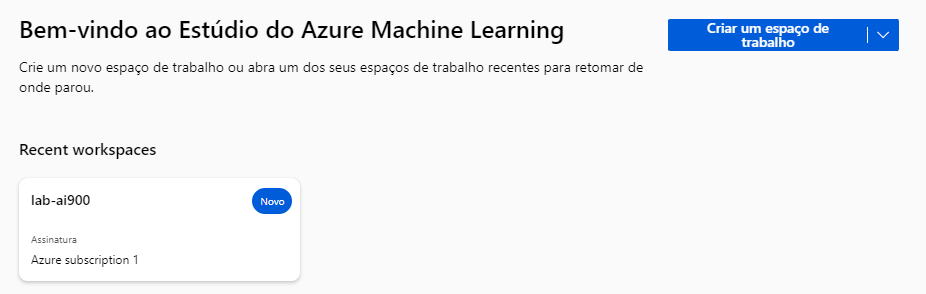 Bem-vindo ao Estúdio do Azure Machine Learning
Criar um espaço de
trabalho
Crie um novo espaço de trabalho ou abra um dos seus espaços de trabalho recentes para retomar de
onde parou.
Recent workspaces
lab-ai900
Novo
Assinatura
Azure subscription 1